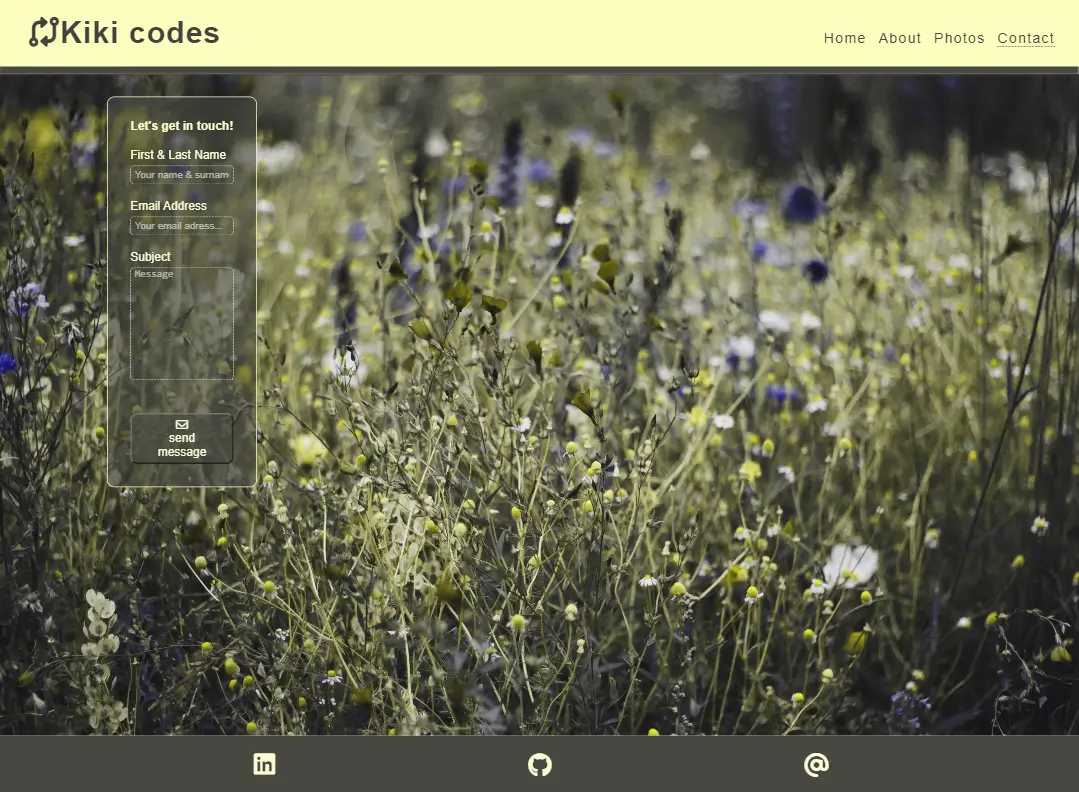 Kiki codes
Home About Photos Contact
Let's get in touch!
First & Last Name
Your name & surnam
Email Address
Your email adress...
Subject
Message
send
message